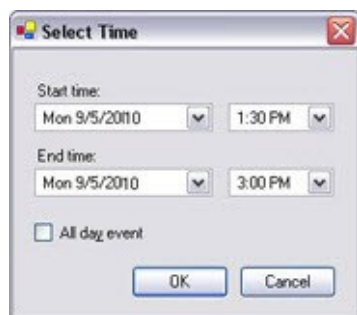 Select Time
Start time:
Mon 9/5/2010 1:30 PM
End time:
Mon 9/5/2010 3:00 PM
All day event
OK Cancel